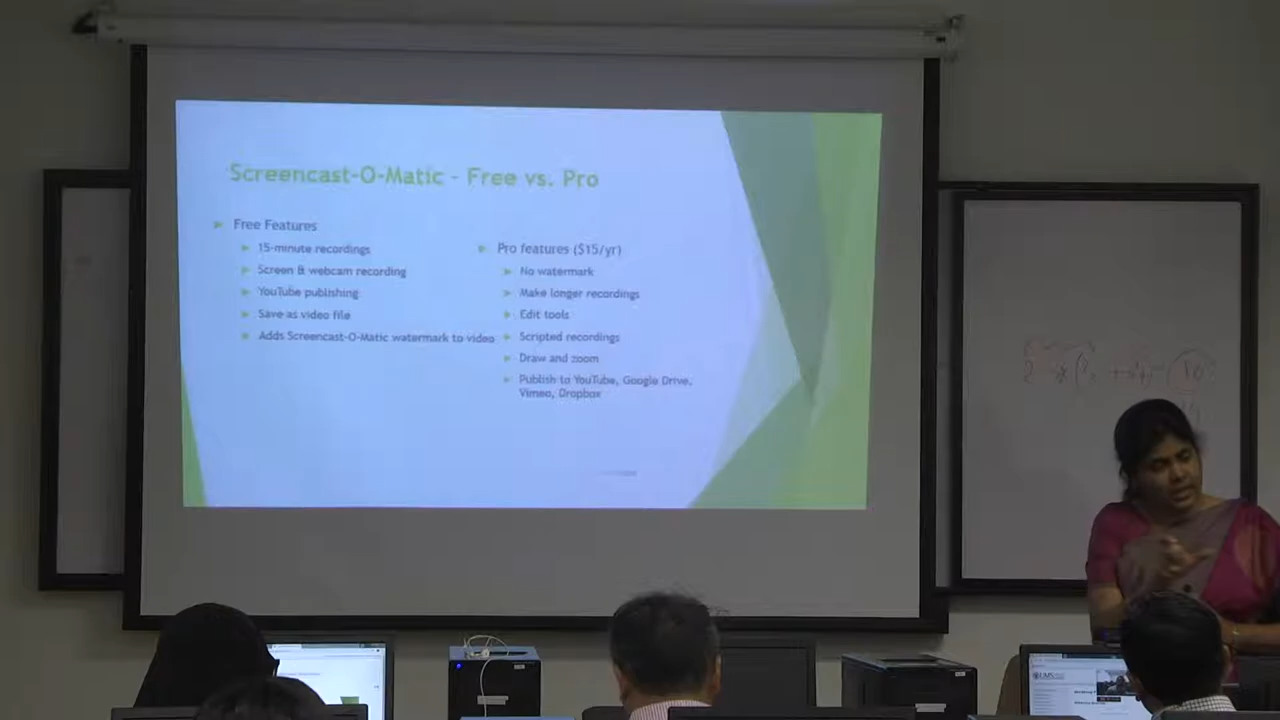 Screencast-O-Matic – Free vs. Pro
Free Features
15-minute recordings
Screen & webcam recording
YouTube publishing
Save as video file
Adds Screencast-O-Matic watermark to video
Pro features ($15/yr)
No watermark
Make longer recordings
Edit tools
Scripted recordings
Draw and zoom
Publish to YouTube, Google Drive,
Vimeo, Dropbox